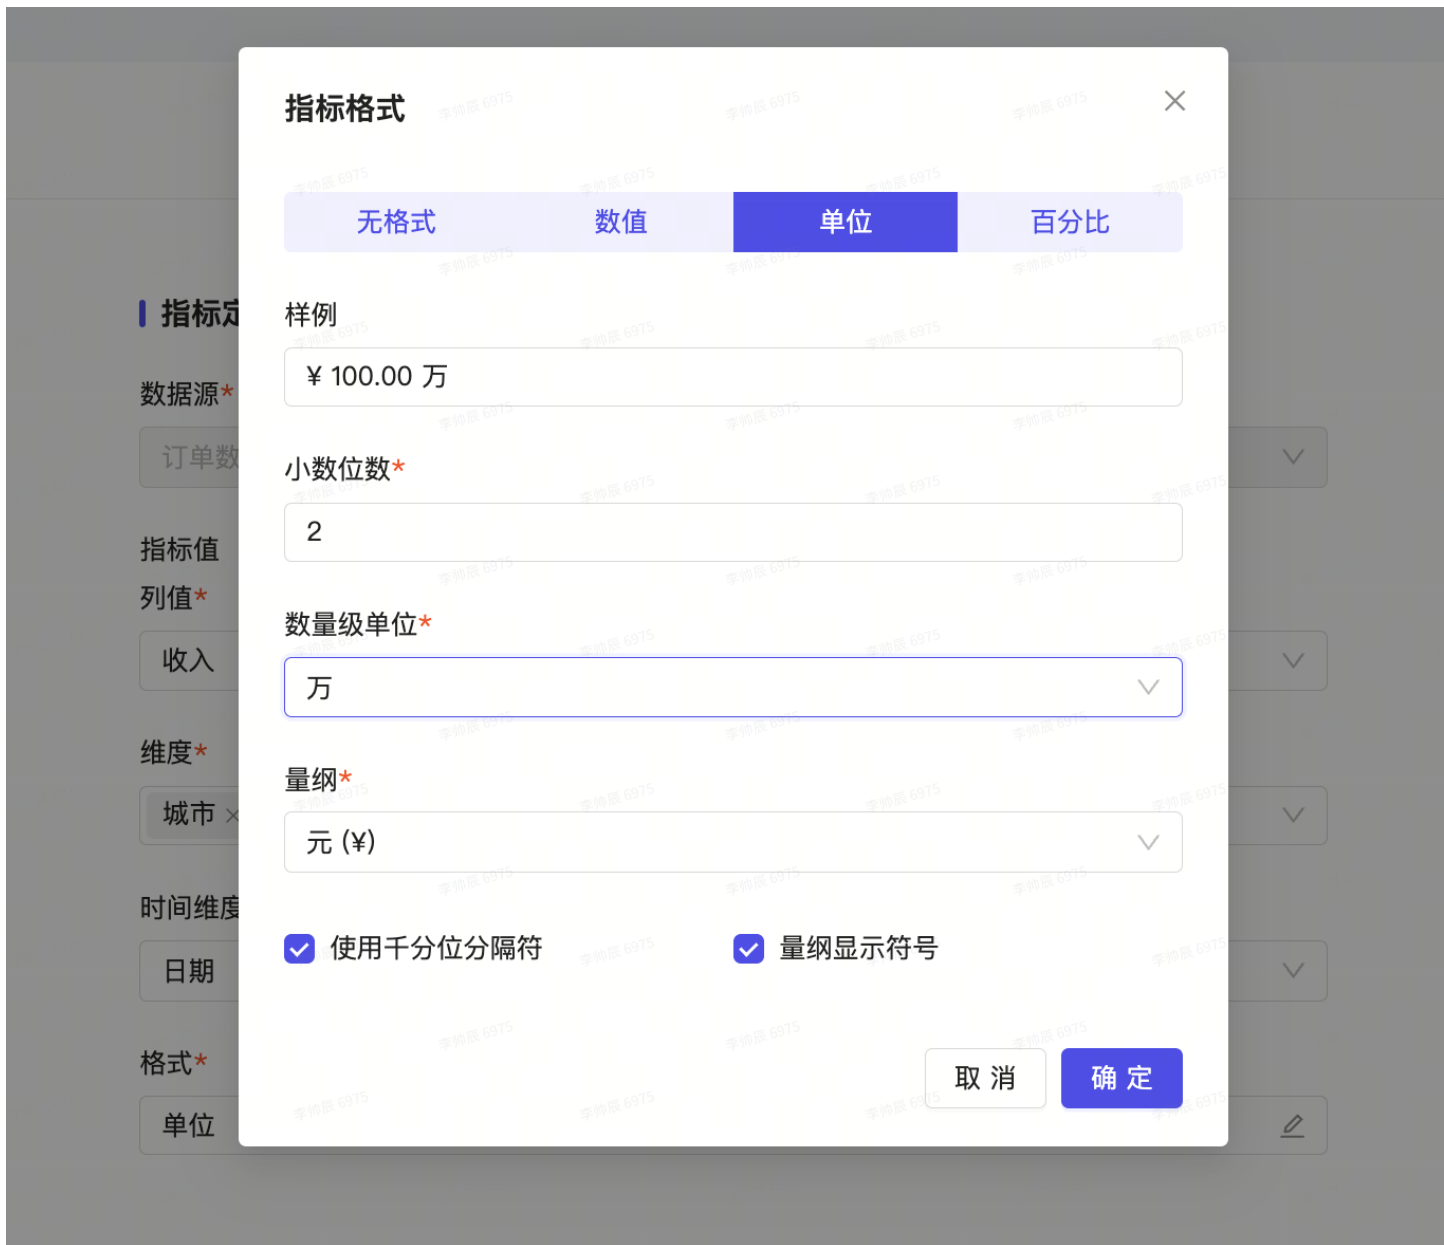 指标格式
无格式 数值 单位 百分比
样例
¥ 100.00 万
小数位数*
2
数量级单位*
万
量纲*
元 (¥)
使用千分位分隔符 量纲显示符号
取 消 确 定
指标定
数据源*
订单数
指标值
列值*
收入
维度*
城市
时间维度
日期
格式*
单位
李帅辰 6975